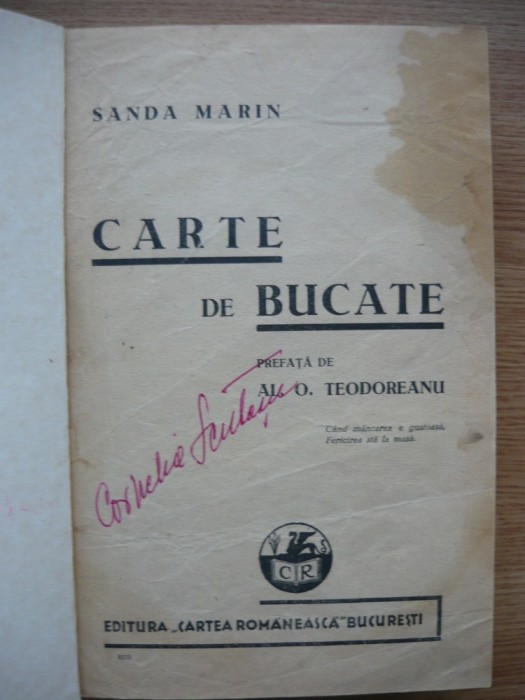 SANDA MARIN
CARTE
DE BUCATE
PREFAȚĂ DE
AL. O. TEODOREANU
Când mâncarea e gustoasă,
Fericirea stă la masă.
Cornelia
C R
EDITURA „CARTEA ROMÂNEASCĂ" BUCUREȘTI